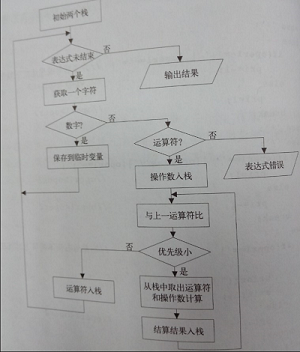 初始两个栈
表达式未结束
否
是
输出结果
获取一个字符
数字?
否
是
运算符?
否
保存到临时变量
是
表达式错误
操作数入栈
与上一运算符比
否
优先级小
是
运算符入栈
从栈中取出运算符
和操作数计算
结算结果入栈